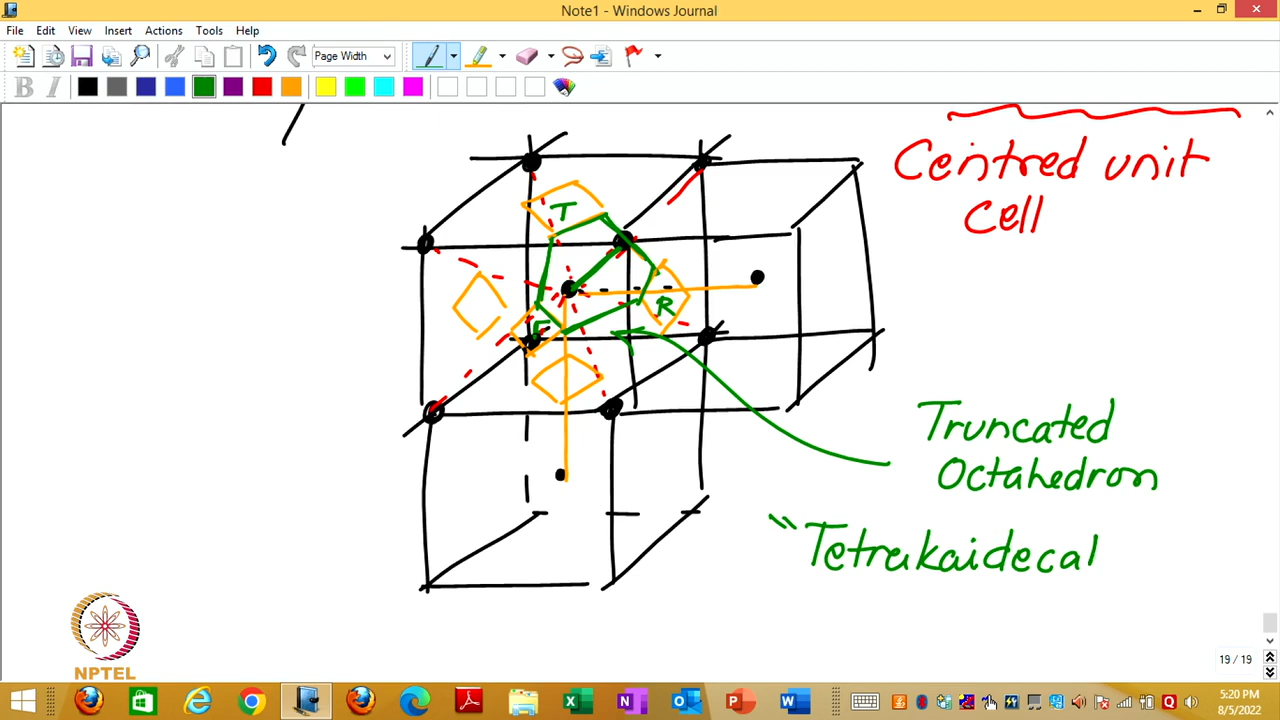 Note1 - Windows Journal
File Edit View Insert Actions Tools Help
Page Width
B I
Centred unit
cell
T
R
F
Truncated
Octahedron
"Tetrakaidecal
NPTEL
19 / 19
5:20 PM
8/5/2022